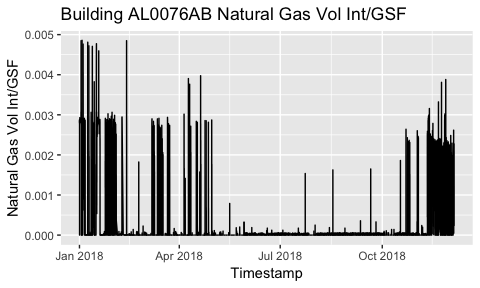 Building AL0076AB Natural Gas Vol Int/GSF
Natural Gas Vol Int/GSF
0.005
0.004
0.003
0.002
0.001
0.000
Jan 2018 Apr 2018 Jul 2018 Oct 2018
Timestamp